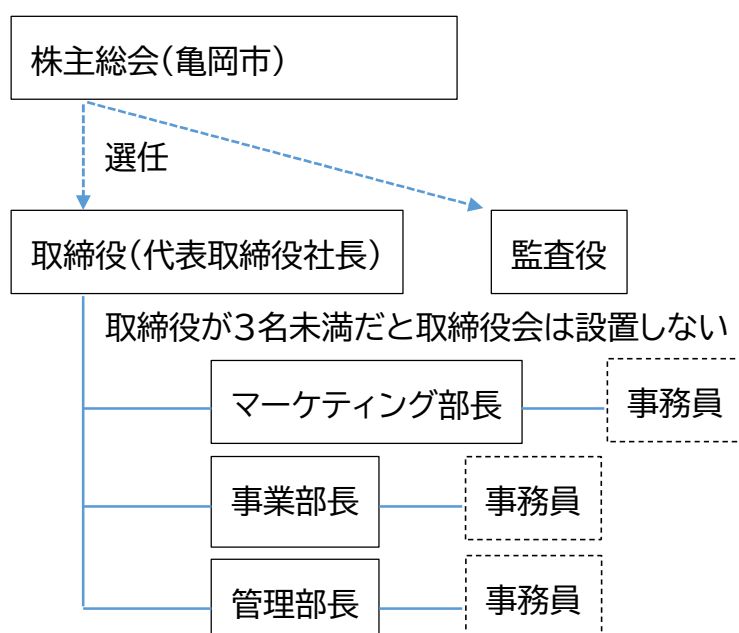 株主総会（亀岡市）
選任
取締役（代表取締役社長）
監査役
取締役が３名未満だと取締役会は設置しない
マーケティング部長
事務員
事業部長
事務員
管理部長
事務員